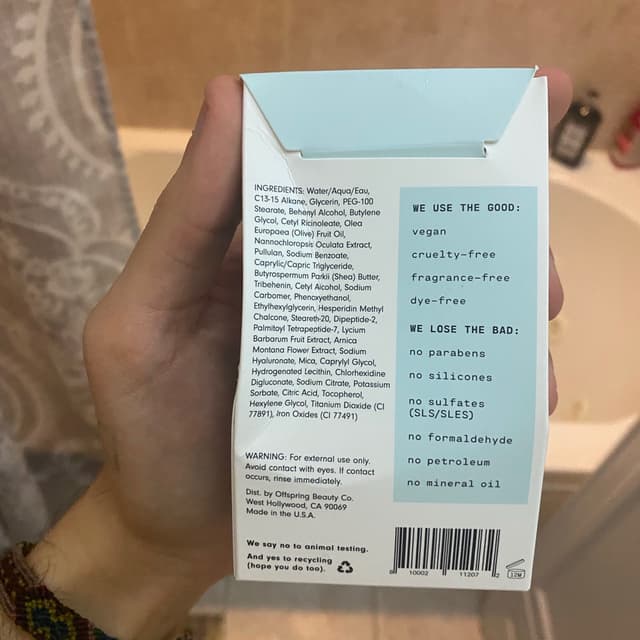 INGREDIENTS: Water/Aqua/Eau,
C13-15 Alkane, Glycerin, PEG-100
Stearate, Behenyl Alcohol, Butylene
Glycol, Cetyl Ricinoleate, Olea
Europaea (Olive) Fruit Oil,
Nannochloropsis Oculata Extract,
Pullulan, Sodium Benzoate,
Caprylic/Capric Triglyceride,
Butyrospermum Parkii (Shea) Butter,
Tribehenin, Cetyl Alcohol, Sodium
Carbomer, Phenoxyethanol,
Ethylhexylglycerin, Hesperidin Methyl
Chalcone, Steareth-20, Dipeptide-2,
Palmitoyl Tetrapeptide-7, Lycium
Barbarum Fruit Extract, Arnica
Montana Flower Extract, Sodium
Hyaluronate, Mica, Caprylyl Glycol,
Hydrogenated Lecithin, Chlorhexidine
Digluconate, Sodium Citrate, Potassium
Sorbate, Citric Acid, Tocopherol,
Hexylene Glycol, Titanium Dioxide (CI
77891), Iron Oxides (CI 77491)
WARNING: For external use only.
Avoid contact with eyes. If contact
occurs, rinse immediately.
Dist. by Offspring Beauty Co.
West Hollywood, CA 90069
Made in the U.S.A.
We say no to animal testing.
And yes to recycling
(hope you do too).
WE USE THE GOOD:
vegan
cruelty-free
fragrance-free
dye-free
WE LOSE THE BAD:
no parabens
no silicones
no sulfates
(SLS/SLES)
no formaldehyde
no petroleum
no mineral oil
10002 11207 2
12M